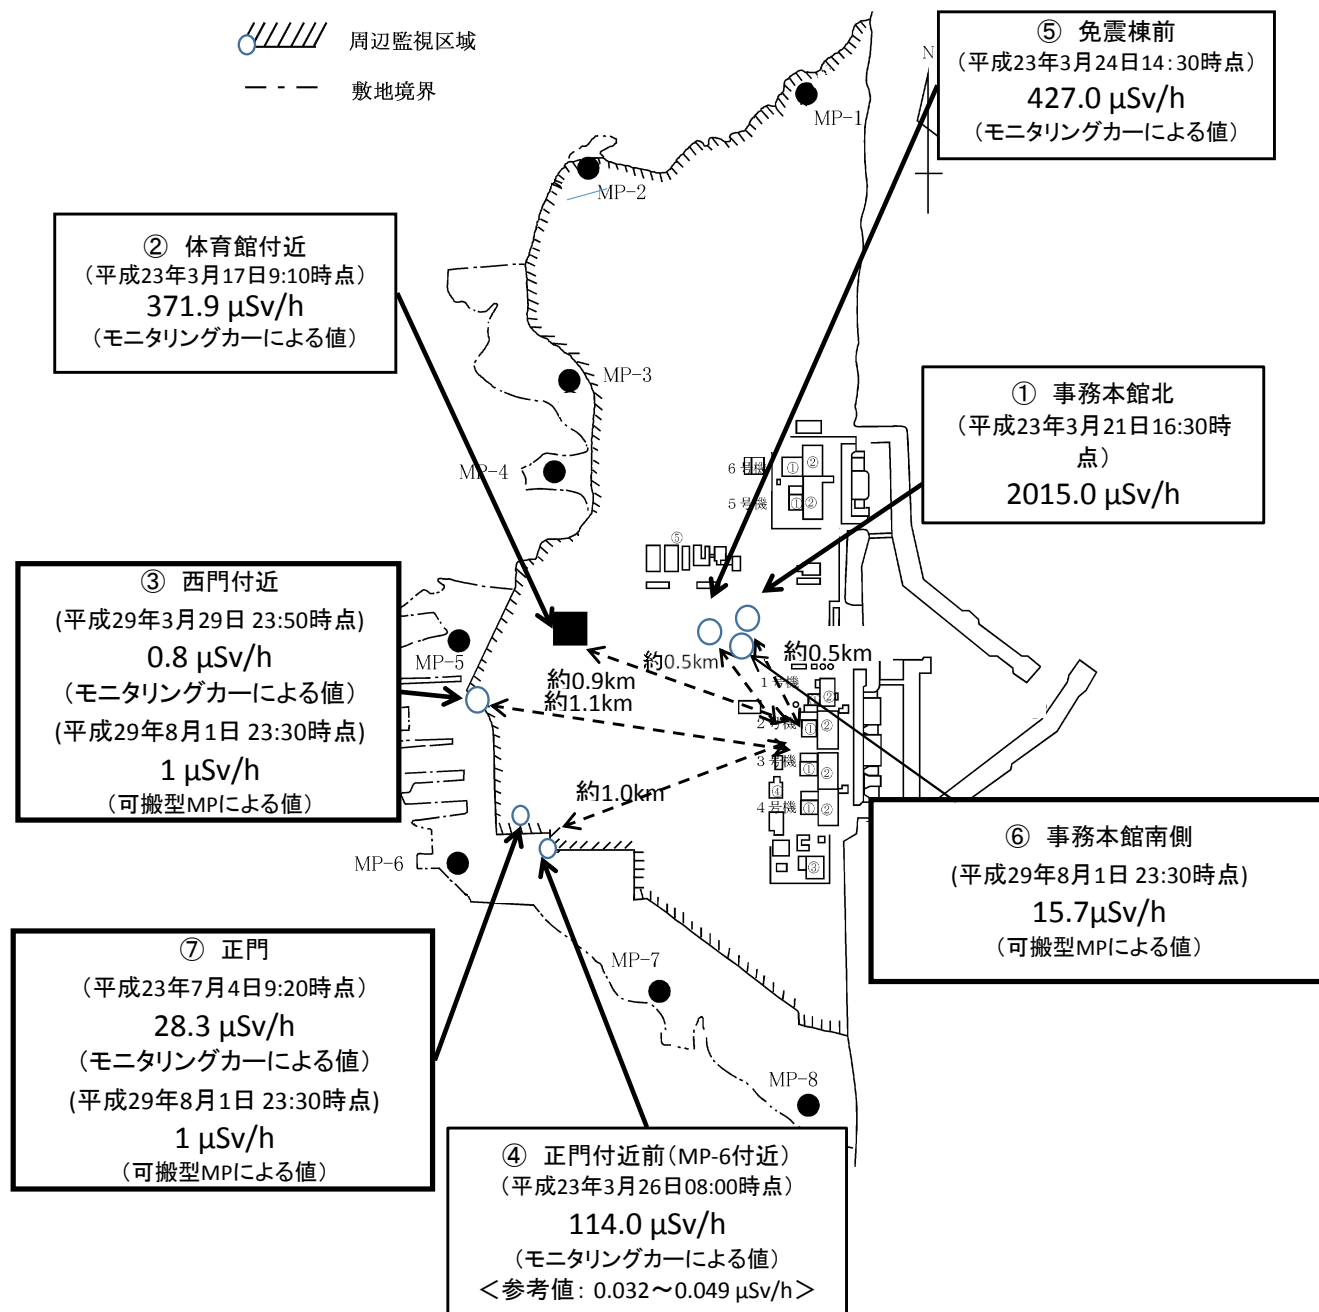 周辺監視区域
敷地境界
⑤ 免震棟前
（平成23年3月24日14：30時点）
427.0 µSv/h
（モニタリングカーによる値）
N
MP-1
MP-2
② 体育館付近
（平成23年3月17日9:10時点）
371.9 µSv/h
（モニタリングカーによる値）
MP-3
① 事務本館北
（平成23年3月21日16:30時
点）
2015.0 µSv/h
MP-4
6号機
① ②
5号機
① ②
⑤
③ 西門付近
(平成29年3月29日 23:50時点)
0.8 µSv/h
（モニタリングカーによる値）
(平成29年8月1日 23:30時点)
1 µSv/h
（可搬型MPによる値）
MP-5
約0.9km
約1.1km
約0.5km
約0.5km
1号機
②
2号機
① ②
3号機
① ②
④
4号機
① ②
③
約1.0km
MP-6
⑥ 事務本館南側
(平成29年8月1日 23:30時点)
15.7µSv/h
（可搬型MPによる値）
⑦ 正門
（平成23年7月4日9:20時点）
28.3 µSv/h
（モニタリングカーによる値）
(平成29年8月1日 23:30時点)
1 µSv/h
（可搬型MPによる値）
MP-7
MP-8
④ 正門付近前（MP-6付近）
（平成23年3月26日08:00時点）
114.0 µSv/h
（モニタリングカーによる値）
＜参考値：0.032～0.049 µSv/h＞